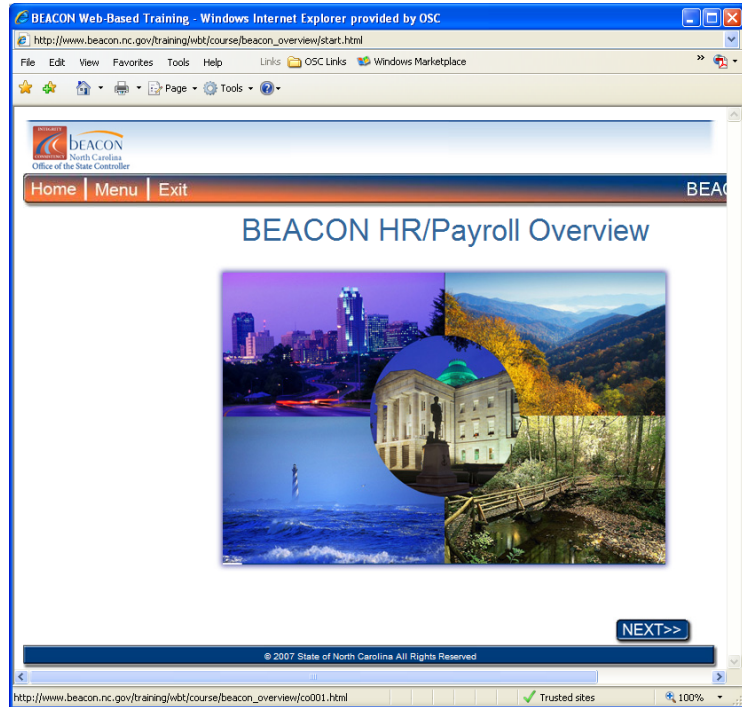 BEACON Web-Based Training - Windows Internet Explorer provided by OSC
http://www.beacon.nc.gov/training/wbt/course/beacon_overview/start.html
File Edit View Favorites Tools Help Links OSC Links Windows Marketplace »
Page Tools
INTEGRITY
beacon
CONSISTENCY North Carolina
Office of the State Controller
Home Menu Exit BEAC
BEACON HR/Payroll Overview
NEXT>>
© 2007 State of North Carolina All Rights Reserved
http://www.beacon.nc.gov/training/wbt/course/beacon_overview/co001.html Trusted sites 100%